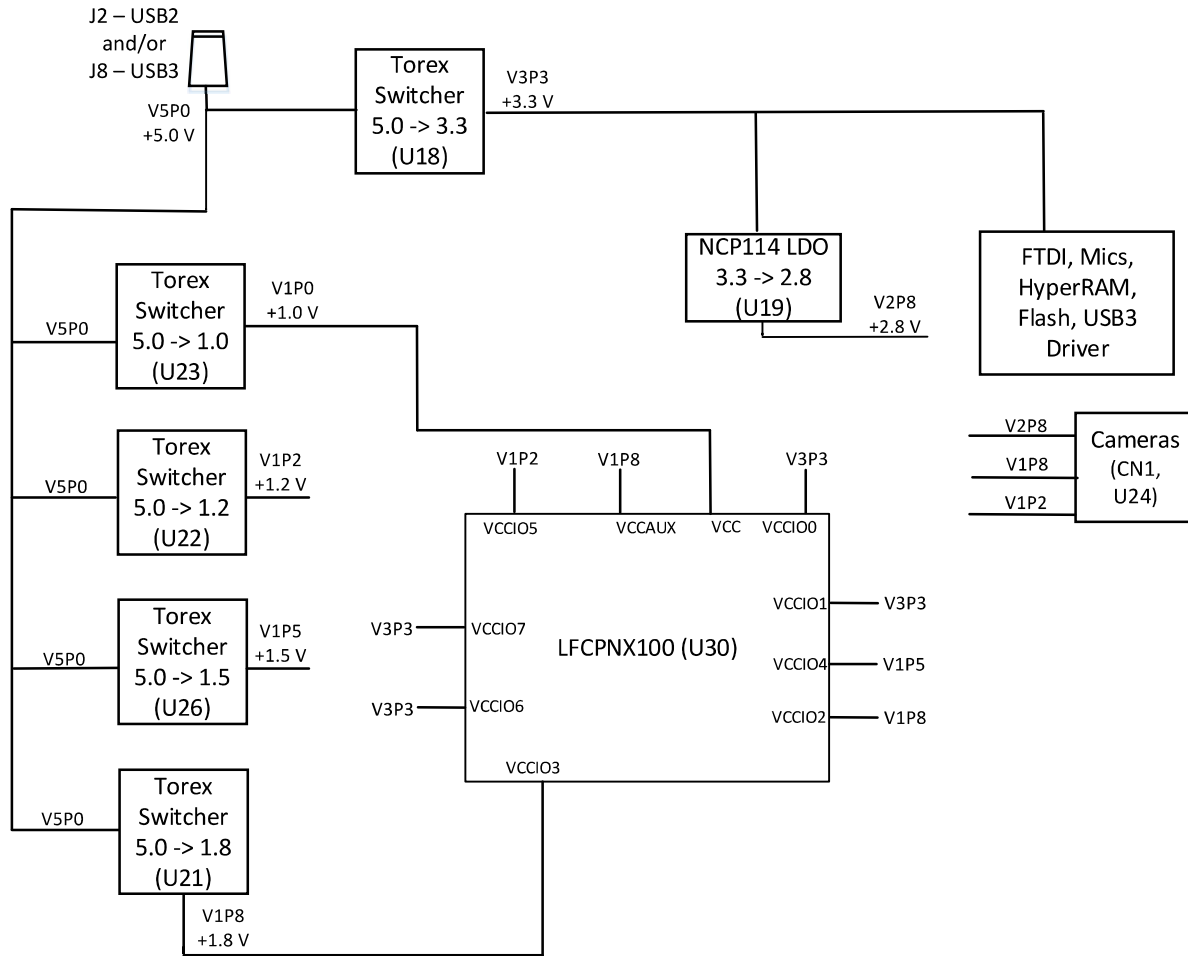 J2 – USB2
and/or
J8 – USB3
V5P0
+5.0 V
Torex
Switcher
5.0 -> 3.3
(U18)
V3P3
+3.3 V
NCP114 LDO
3.3 -> 2.8
(U19)
V2P8
+2.8 V
FTDI, Mics,
HyperRAM,
Flash, USB3
Driver
V5P0
Torex
Switcher
5.0 -> 1.0
(U23)
V1P0
+1.0 V
V5P0
Torex
Switcher
5.0 -> 1.2
(U22)
V1P2
+1.2 V
V2P8
V1P8
V1P2
Cameras
(CN1,
U24)
V1P2
V1P8
V3P3
VCCIO5
VCCAUX
VCC
VCCIO0
V5P0
Torex
Switcher
5.0 -> 1.5
(U26)
V1P5
+1.5 V
V3P3
VCCIO7
V3P3
VCCIO6
LFCPNX100 (U30)
VCCIO1
V3P3
VCCIO4
V1P5
VCCIO2
V1P8
VCCIO3
V5P0
Torex
Switcher
5.0 -> 1.8
(U21)
V1P8
+1.8 V